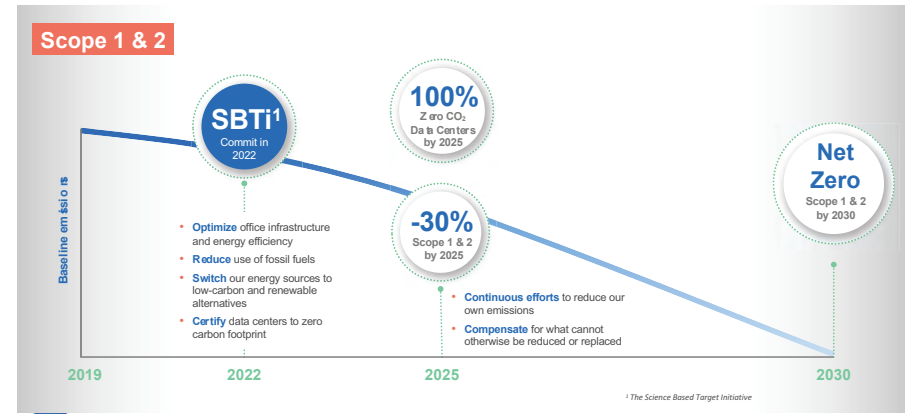 Scope 1 & 2
SBTi¹
Commit in
2022
100%
Zero CO₂
Data Centers
by 2025
Net
Zero
Scope 1 & 2
by 2030
-30%
Scope 1 & 2
by 2025
Baseline emissions
• Optimize office infrastructure
and energy efficiency
• Reduce use of fossil fuels
• Switch our energy sources to
low-carbon and renewable
alternatives
• Certify data centers to zero
carbon footprint
• Continuous efforts to reduce our
own emissions
• Compensate for what cannot
otherwise be reduced or replaced
2019
2022
2025
2030
¹ The Science Based Target Initiative